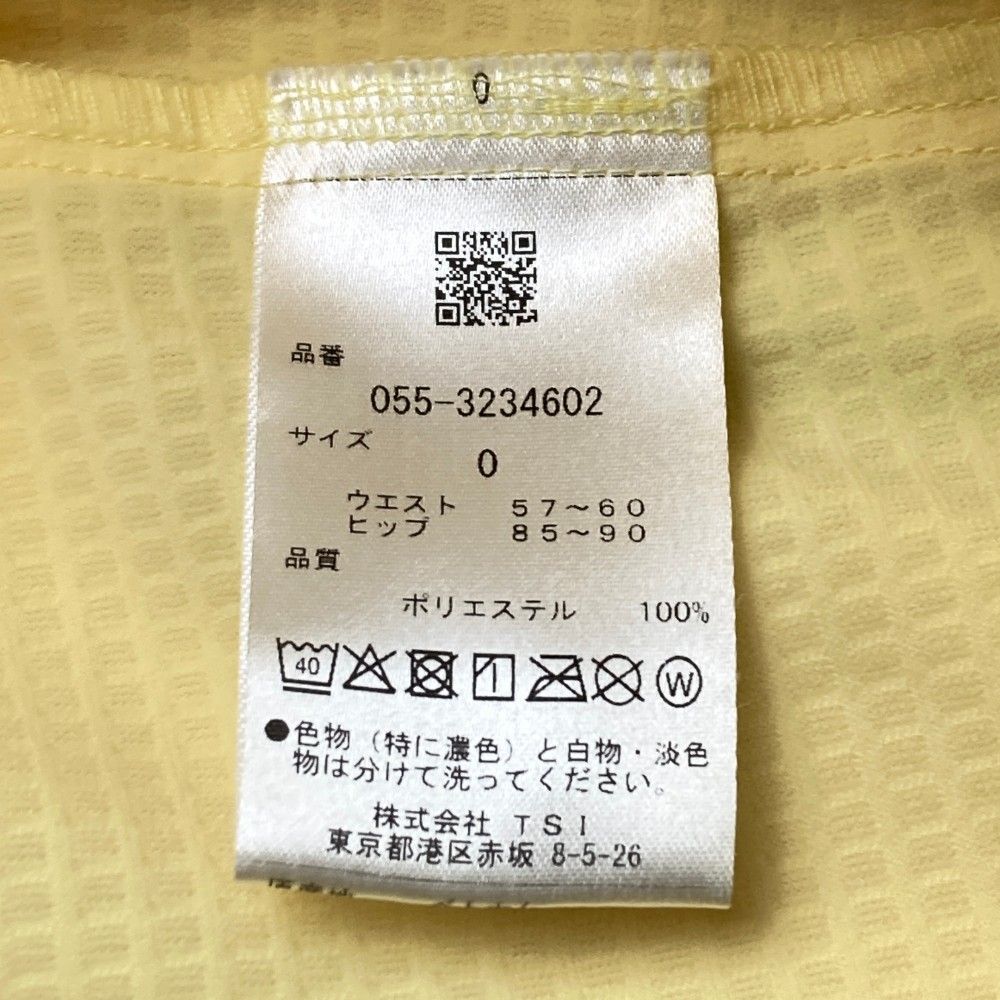 0
品番
055-3234602
サイズ
0
ウエスト 57～60
ヒップ 85～90
品質
ポリエステル 100%
40 W
●色物（特に濃色）と白物・淡色
物は分けて洗ってください。
株式会社 TSI
東京都港区赤坂 8-5-26